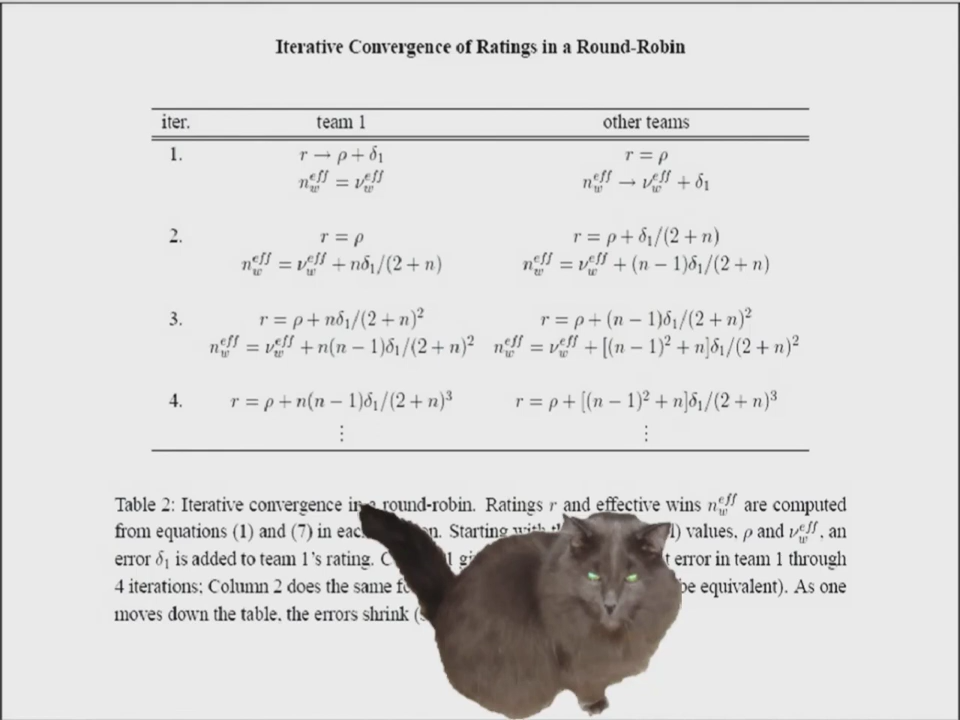 Iterative Convergence of Ratings in a Round-Robin
iter. team 1 other teams
1. r → ρ + δ₁ r = ρ
n_w^eff = ν_w^eff n_w^eff → ν_w^eff + δ₁
2. r = ρ r = ρ + δ₁/(2 + n)
n_w^eff = ν_w^eff + nδ₁/(2 + n) n_w^eff = ν_w^eff + (n − 1)δ₁/(2 + n)
3. r = ρ + nδ₁/(2 + n)² r = ρ + (n − 1)δ₁/(2 + n)²
n_w^eff = ν_w^eff + n(n − 1)δ₁/(2 + n)² n_w^eff = ν_w^eff + [(n − 1)² + n]δ₁/(2 + n)²
4. r = ρ + n(n − 1)δ₁/(2 + n)³ r = ρ + [(n − 1)² + n]δ₁/(2 + n)³
⋮ ⋮
Table 2: Iterative convergence in a round-robin. Ratings r and effective wins n_w^eff are computed
from equations (1) and (7) in Starting values, ρ and ν_w^eff, an
error δ₁ is added to team 1's rating. error in team 1 through
4 iterations; Column 2 does the same be equivalent). As one
moves down the table, the errors shrink